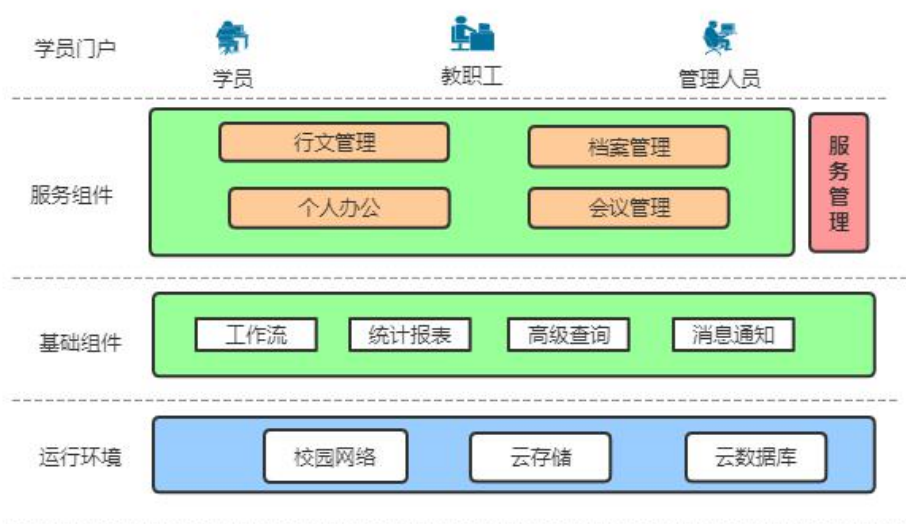 学员门户
学员
教职工
管理人员
服务组件
行文管理
档案管理
个人办公
会议管理
服务管理
基础组件
工作流
统计报表
高级查询
消息通知
运行环境
校园网络
云存储
云数据库